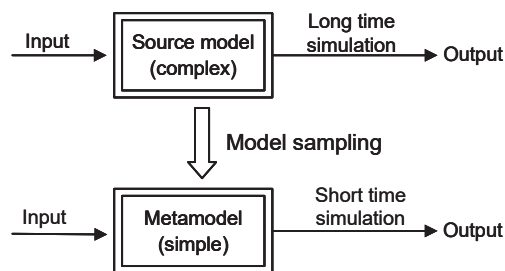 Long time
simulation
Input
Source model
(complex)
Output
Model sampling
Short time
simulation
Input
Metamodel
(simple)
Output